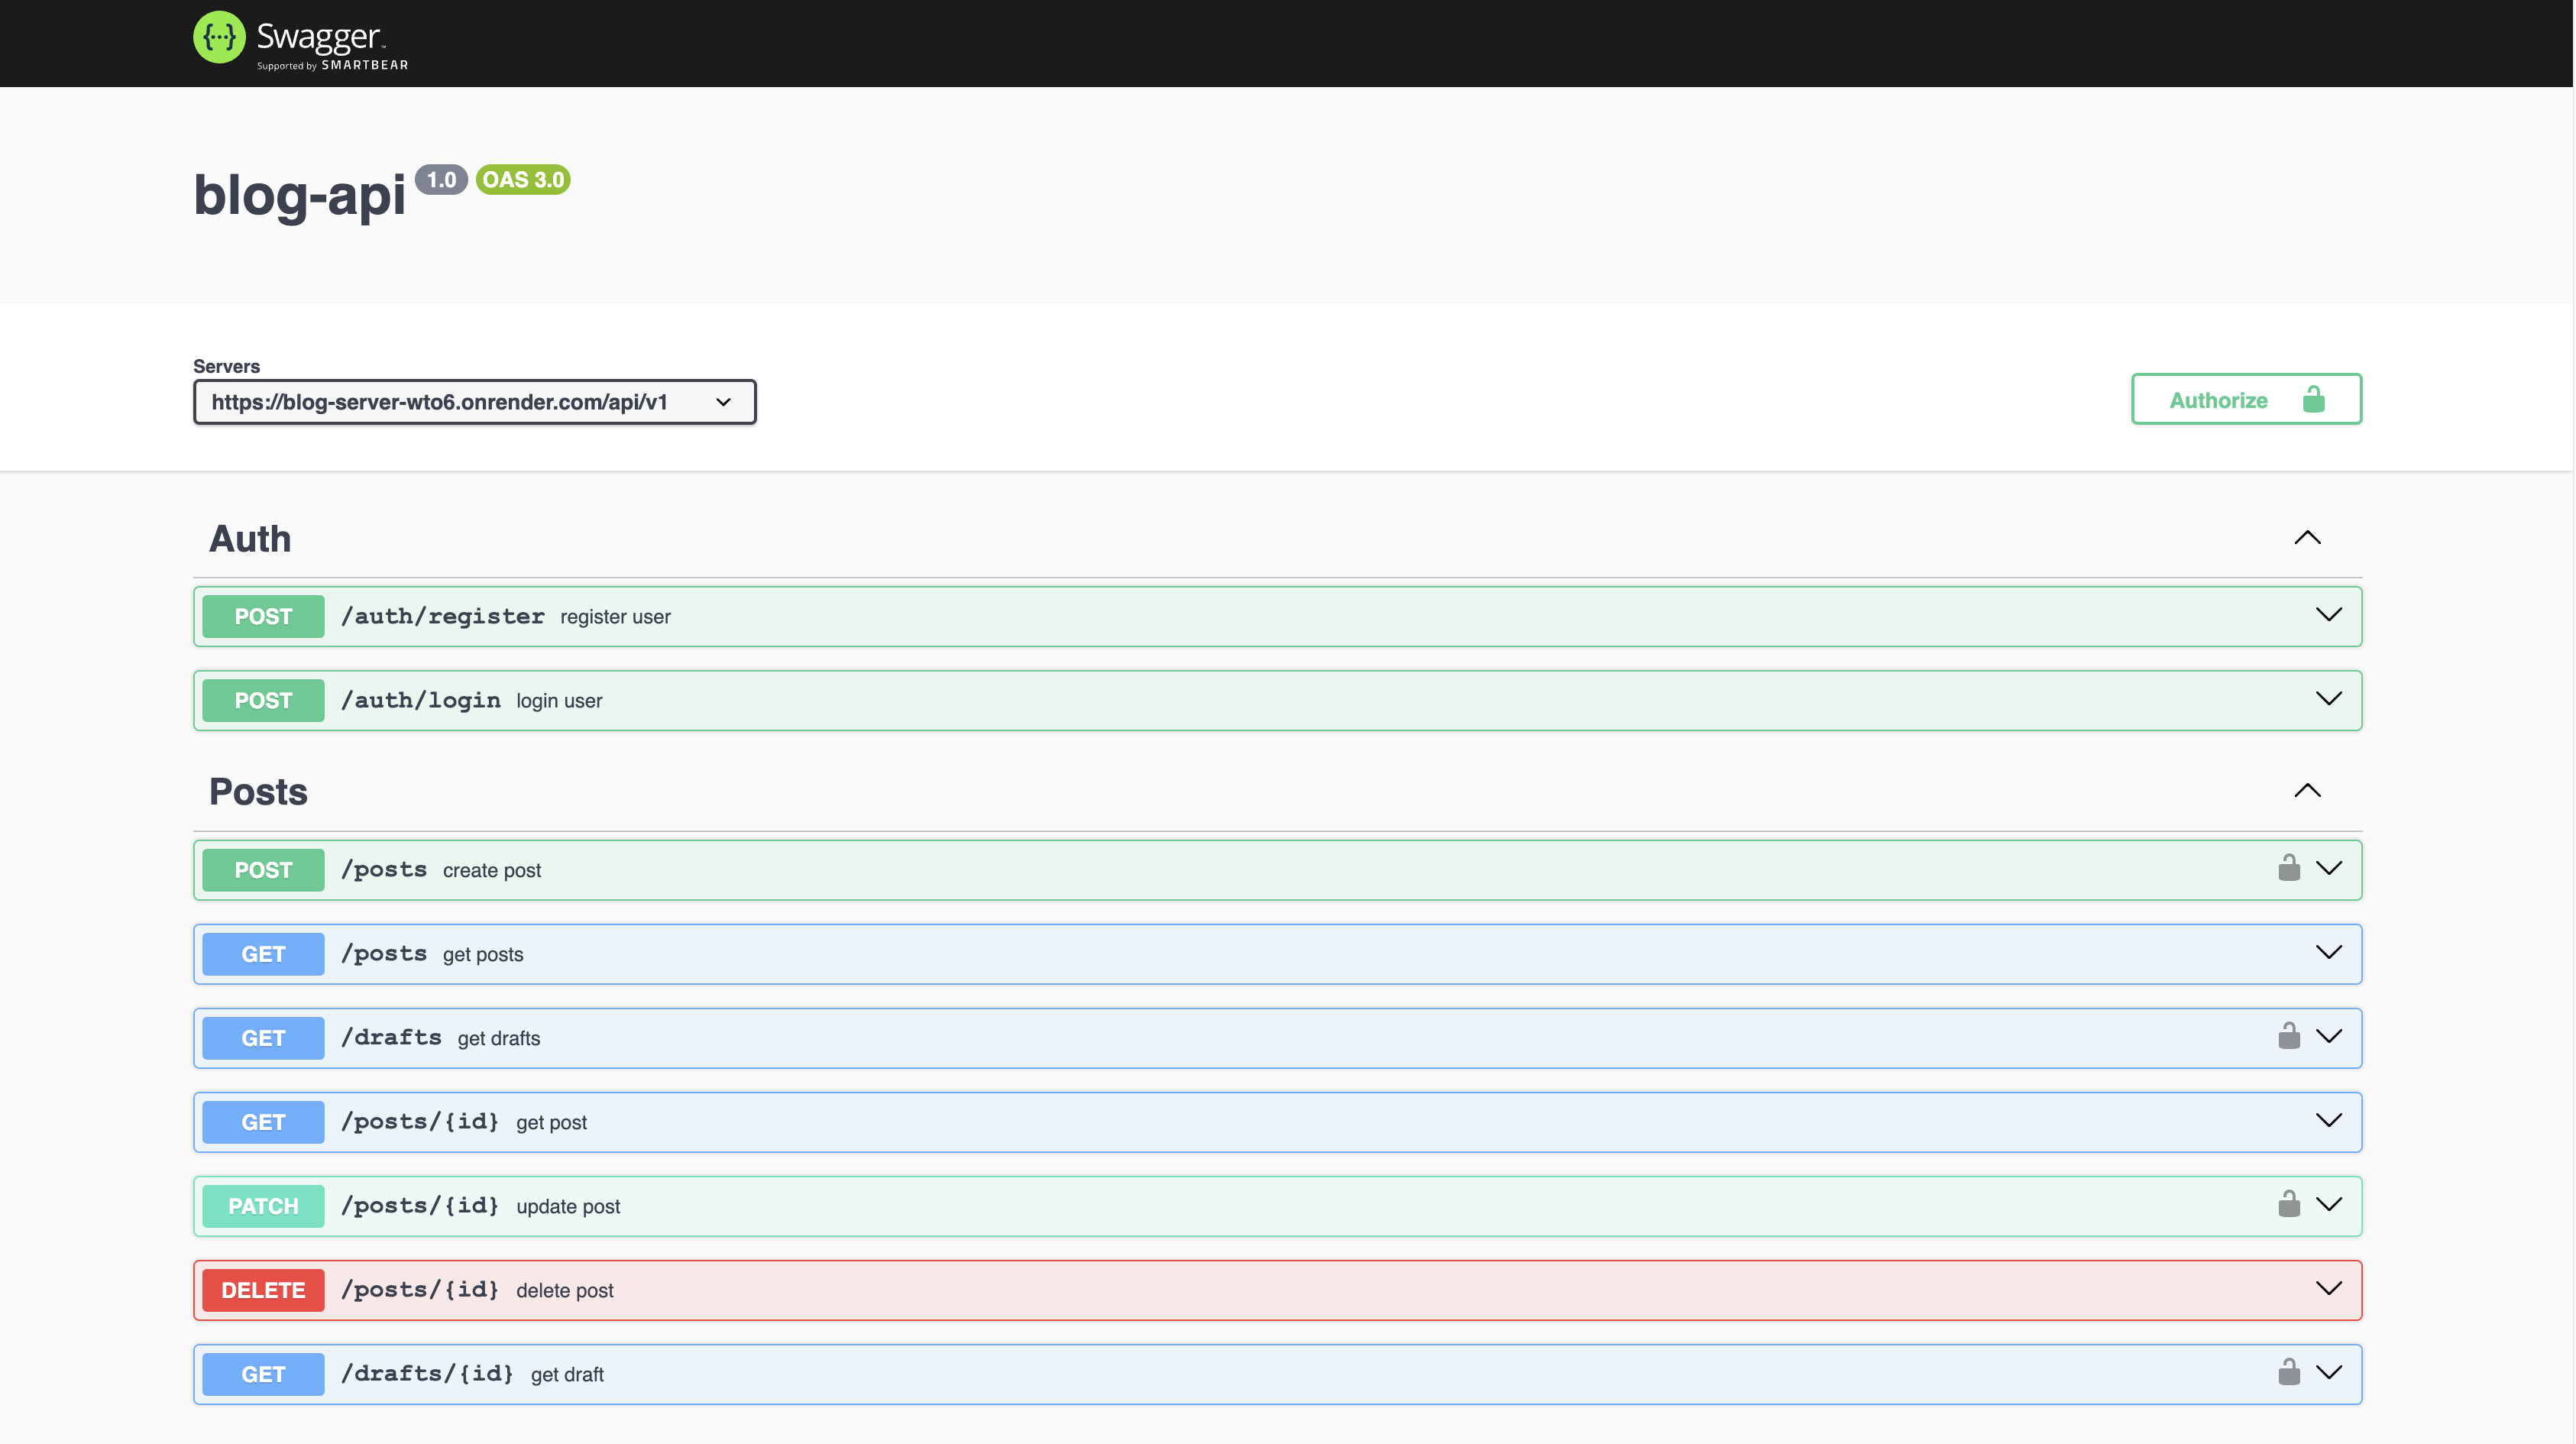 Swagger™
Supported by SMARTBEAR
blog-api 1.0 OAS 3.0
Servers
https://blog-server-wto6.onrender.com/api/v1
Authorize
Auth
POST /auth/register register user
POST /auth/login login user
Posts
POST /posts create post
GET /posts get posts
GET /drafts get drafts
GET /posts/{id} get post
PATCH /posts/{id} update post
DELETE /posts/{id} delete post
GET /drafts/{id} get draft